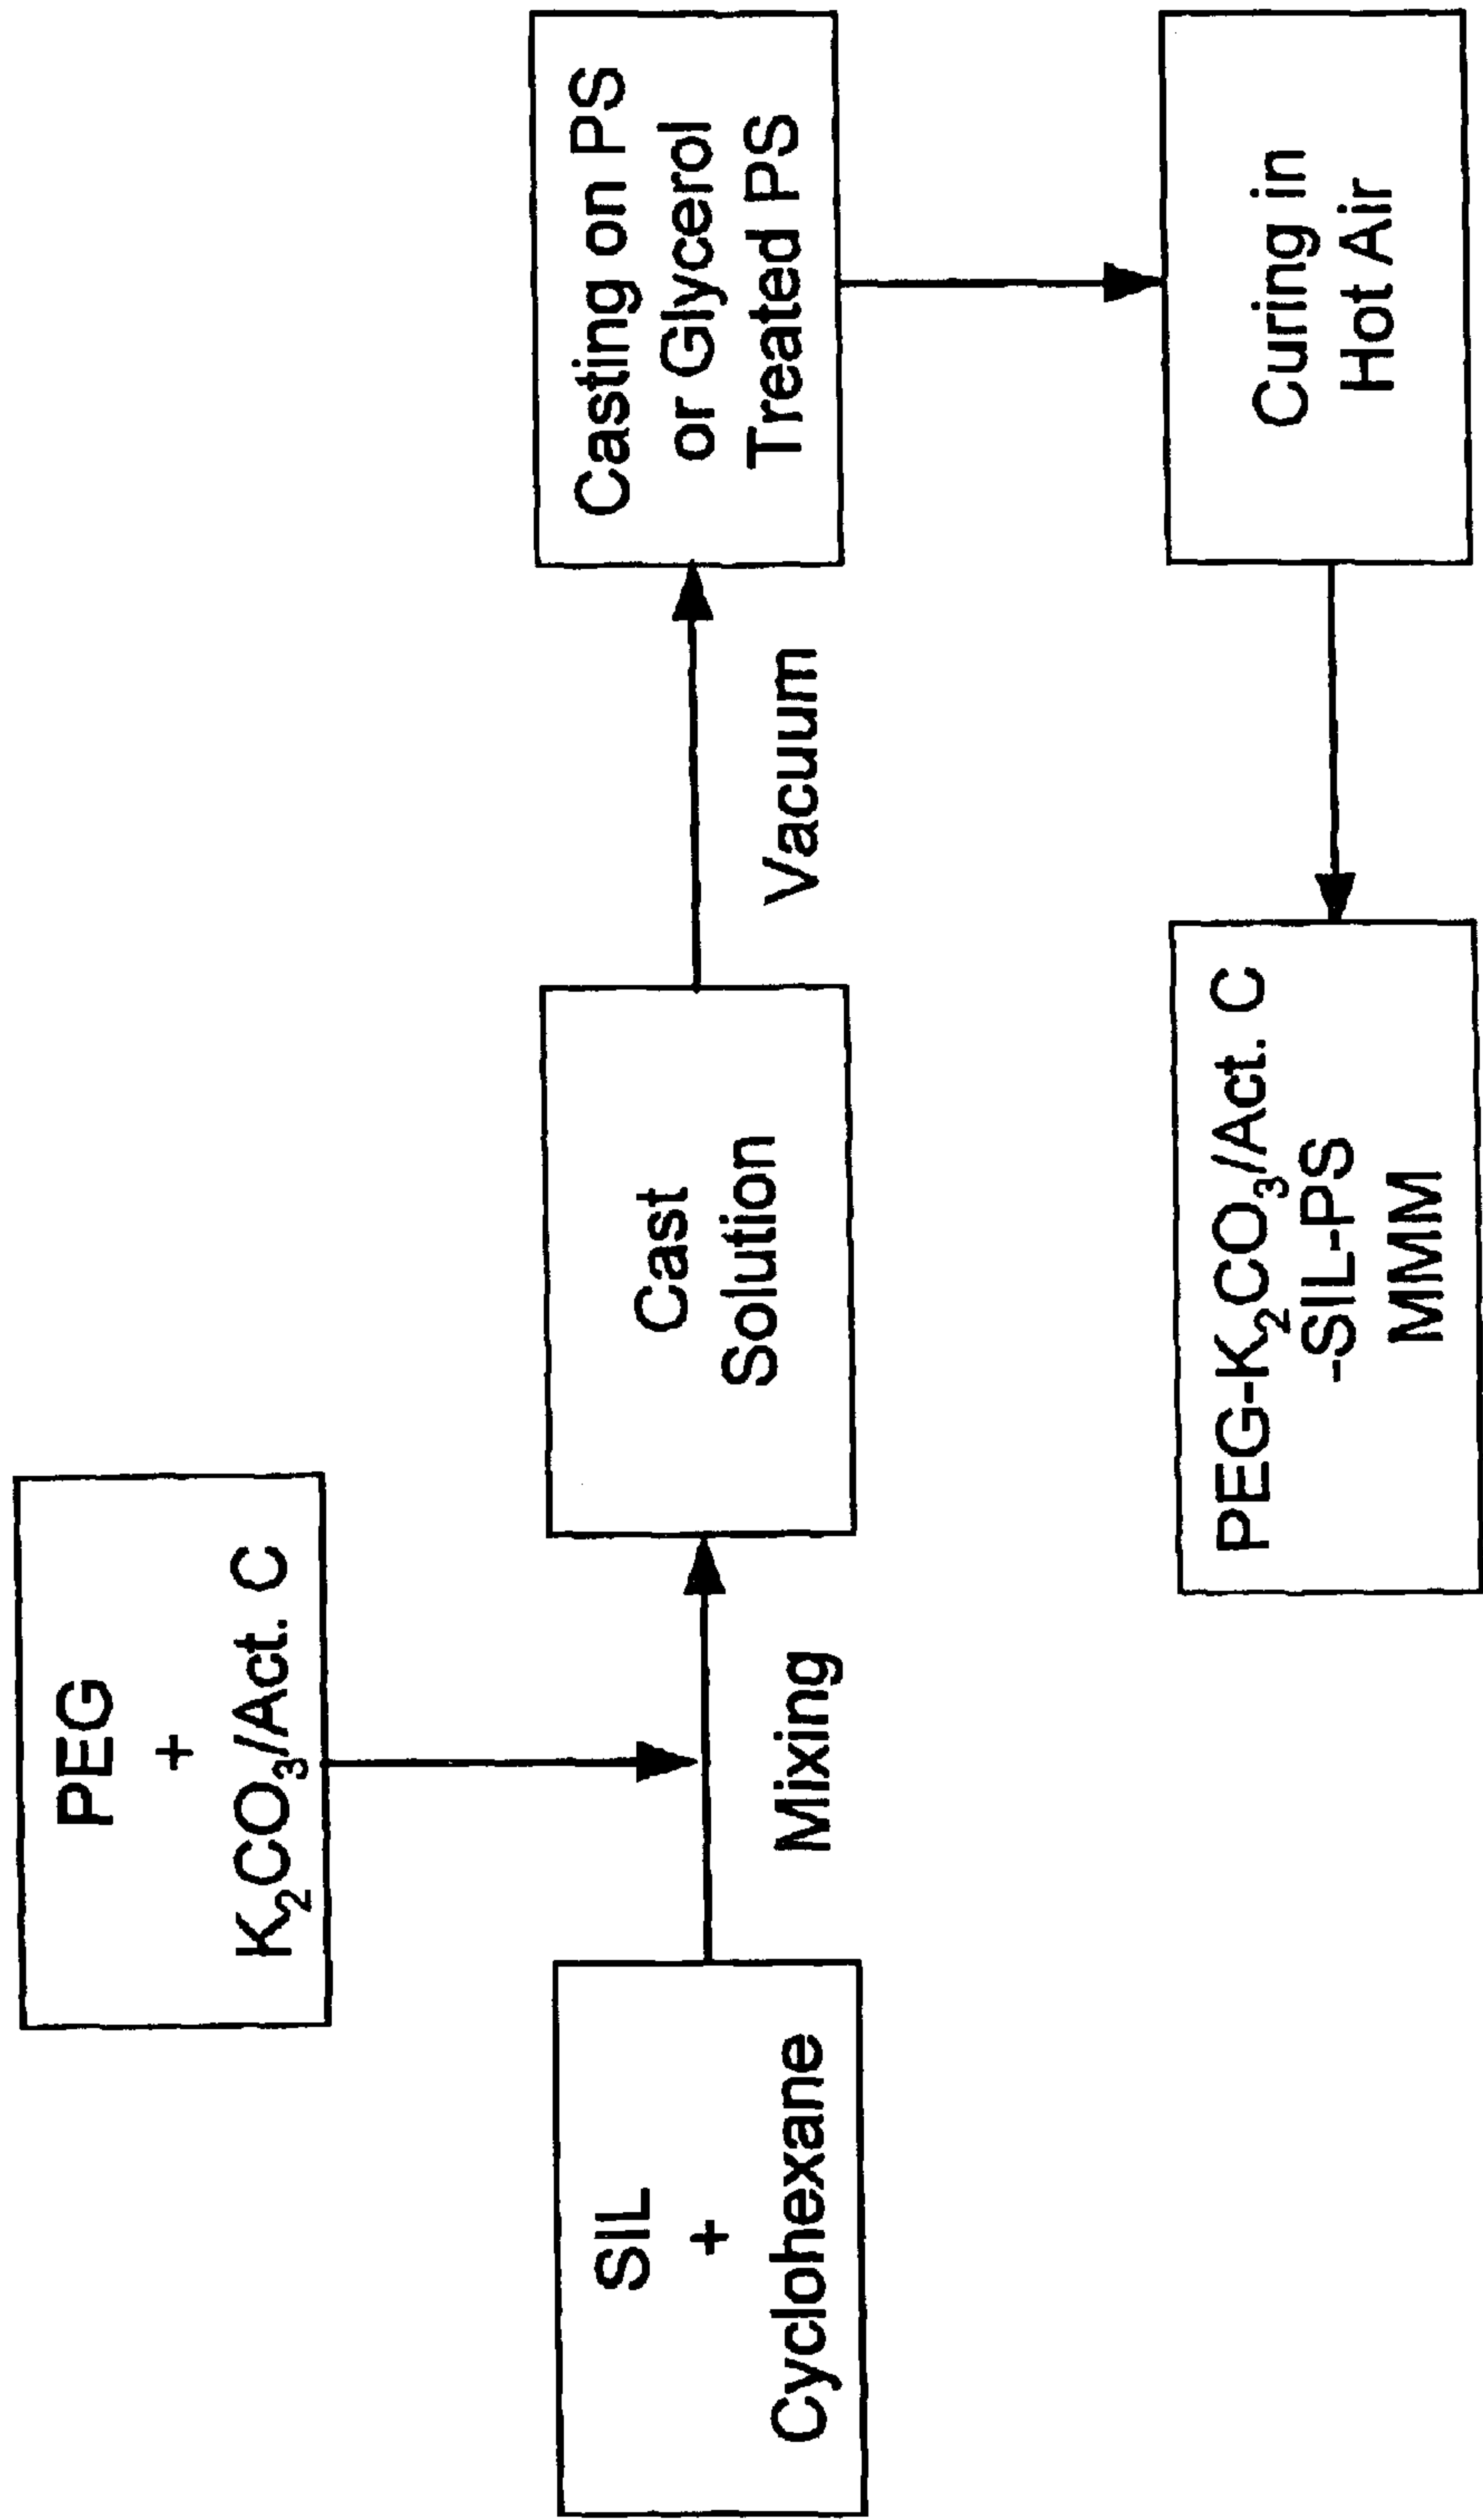 PEG
+
K₂CO₃/Act. C
SIL
+
Cyclohexane
Mixing
Cast
Solution
Vacuum
Casting on PS
or Glycerol
Treated PS
Curing in
Hot Air
PEG-K₂CO₃/Act. C
-SIL-PS
MMM